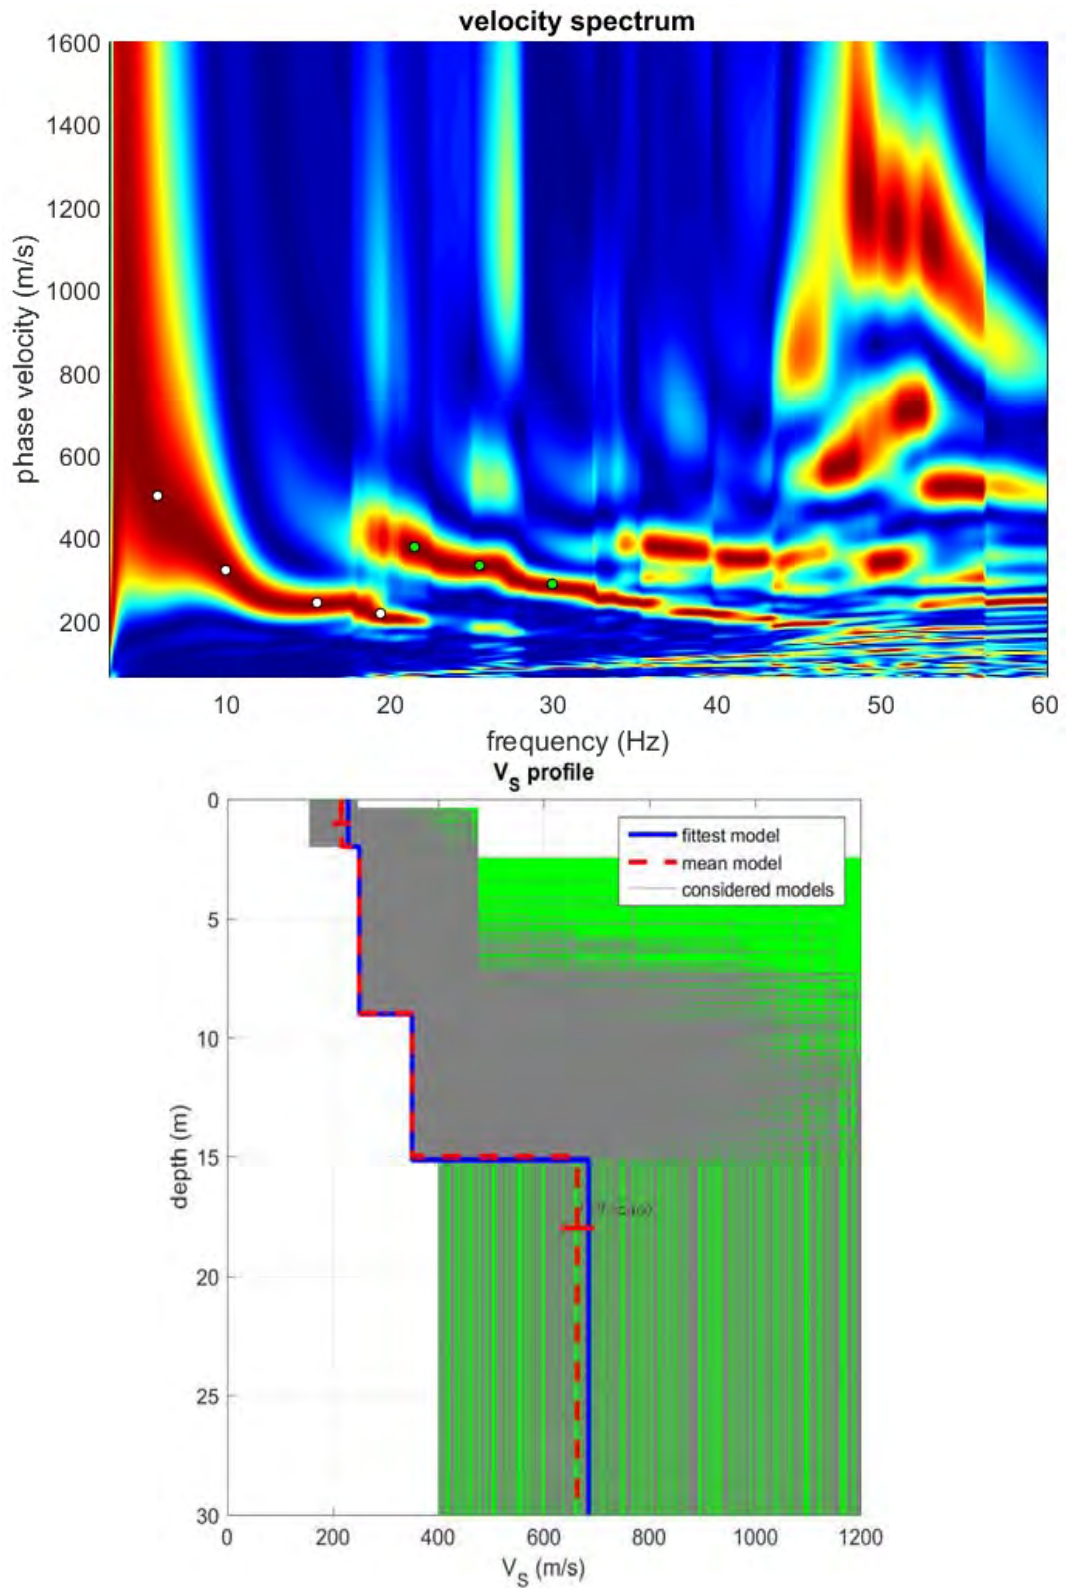 velocity spectrum
1600
1400
1200
1000
800
600
400
200
phase velocity (m/s)
10 20 30 40 50 60
frequency (Hz)
V_S profile
0
5
10
15
20
25
30
depth (m)
fittest model
mean model
considered models
0 200 400 600 800 1000 1200
V_S (m/s)